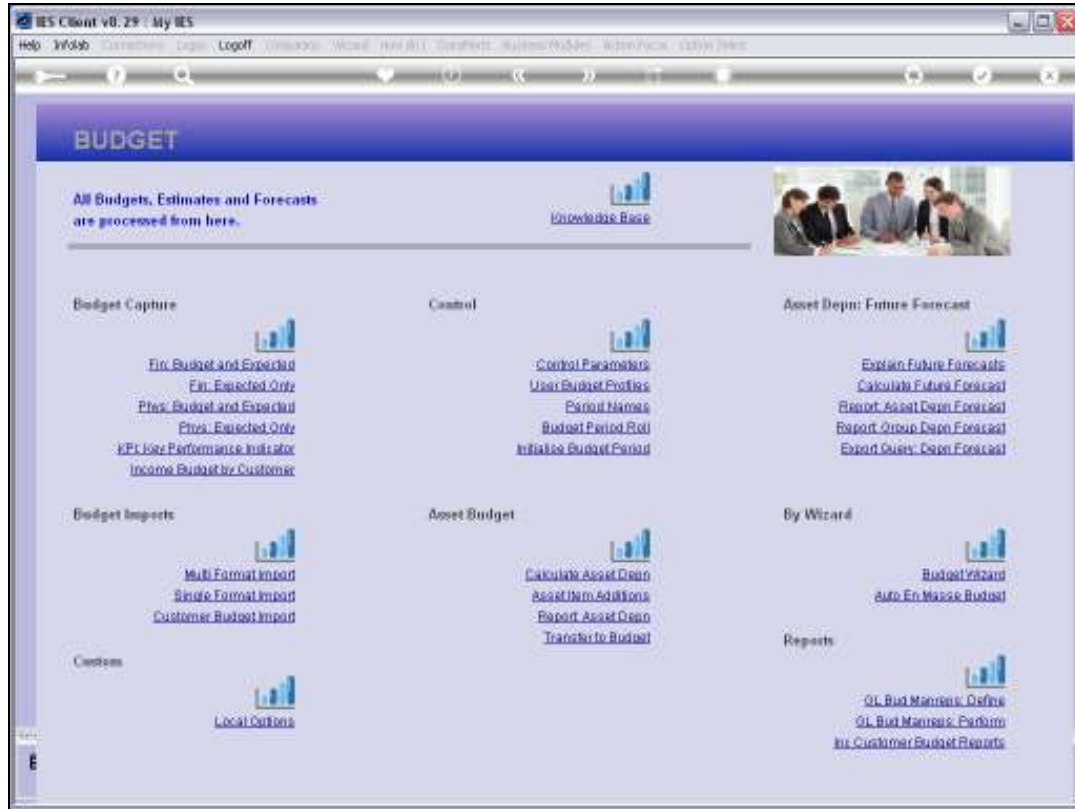 IES Client v8.29 : My IES
Help Infolab Logoff
BUDGET
All Budgets, Estimates and Forecasts
are processed from here.
Knowledge Base
Budget Capture
Fin: Budget and Expected
Fin: Expected Only
Phys: Budget and Expected
Phys: Expected Only
KPI: Key Performance Indicator
Income Budget by Customer
Control
Control Parameters
User Budget Profiles
Period Names
Budget Period Roll
Initialise Budget Period
Asset Depn: Future Forecast
Explain Future Forecasts
Calculate Future Forecast
Report: Asset Depn Forecast
Report: Group Depn Forecast
Export Query: Depn Forecast
Budget Imports
Multi Format Import
Single Format Import
Customer Budget Import
Asset Budget
Calculate Asset Depn
Asset Item Additions
Report Asset Depn
Transfer to Budget
By Wizard
Budget Wizard
Auto En Masse Budget
Custom
Local Options
Reports
GL Bud Manreps: Define
GL Bud Manreps: Perform
Inc Customer Budget Reports